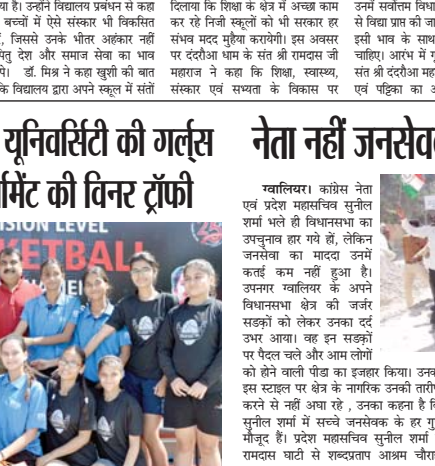 या है। उन्होंने विद्यालय प्रबंधन से कहा
बच्चों में ऐसे संस्कार भी विकसित
, जिससे उनके भीतर अहंकार नहीं
पेतु देश और समाज सेवा का भाव
पे। डॉ. मिश्र ने कहा खुशी की बात
कि विद्यालय द्वारा अपने स्कूल में संतों
दिलाया कि शिक्षा के क्षेत्र में अच्छा काम
कर रहे निजी स्कूलों को भी सरकार हर
संभव मदद मुहैया करायेगी। इस अवसर
पर दंदरौआ धाम के संत श्री रामदास जी
महाराज ने कहा कि शिक्षा, स्वास्थ्य,
संस्कार एवं सभ्यता के विकास पर
उनमें सर्वोत्तम विध
से विद्या प्राप्त की जा
इसी भाव के साथ
चाहिए। आरंभ में गृ
संत श्री दंदरौआ महा
एवं पट्टिका का अ
यूनिवर्सिटी की गर्ल्स
र्मिेंट की विनर ट्रॉफी
ISION LEVEL
KETBALL
नेता नहीं जनसेव
ग्वालियर। कांग्रेस नेता
एवं प्रदेश महासचिव सुनील
शर्मा भले ही विधानसभा का
उपचुनाव हार गये हों, लेकिन
जनसेवा का माददा उनमें
कतई कम नहीं हुआ है।
उपनगर ग्वालियर के अपने
विधानसभा क्षेत्र की जर्जर
सडक़ों को लेकर उनका दर्द
उभर आया। वह इन सडक़ों
पर पैदल चले और आम लोगों
को होने वाली पीडा का इजहार किया। उनक
इस स्टाइल पर क्षेत्र के नागरिक उनकी तारी
करने से नहीं अघा रहे , उनका कहना है वि
सुनील शर्मा में सच्चे जनसेवक के हर गु
मौजूद हैं। प्रदेश महासचिव सुनील शर्मा
रामदास घाटी से शब्दप्रताप आश्रम चौरा